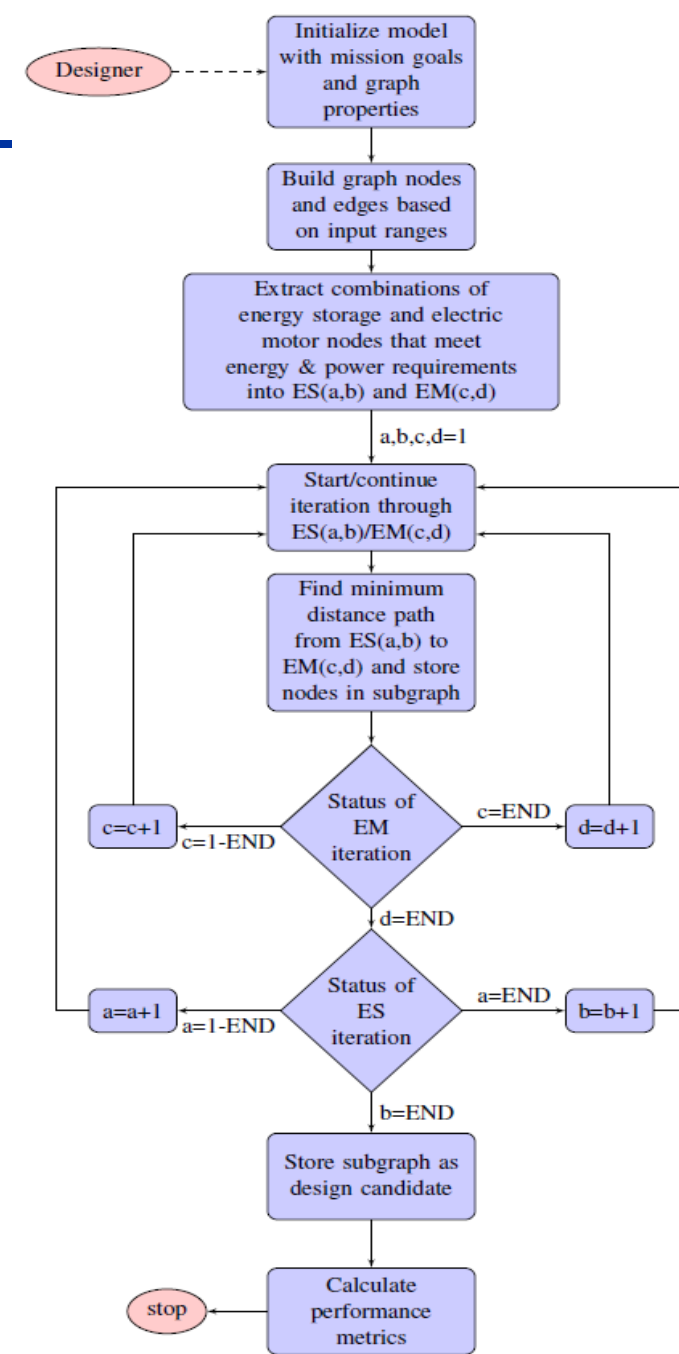 Designer
Initialize model
with mission goals
and graph
properties
Build graph nodes
and edges based
on input ranges
Extract combinations of
energy storage and electric
motor nodes that meet
energy & power requirements
into ES(a,b) and EM(c,d)
a,b,c,d=1
Start/continue
iteration through
ES(a,b)/EM(c,d)
Find minimum
distance path
from ES(a,b) to
EM(c,d) and store
nodes in subgraph
Status of
EM
iteration
c=c+1
c=1-END
c=END
d=d+1
d=END
Status of
ES
iteration
a=a+1
a=1-END
a=END
b=b+1
b=END
Store subgraph as
design candidate
Calculate
performance
metrics
stop